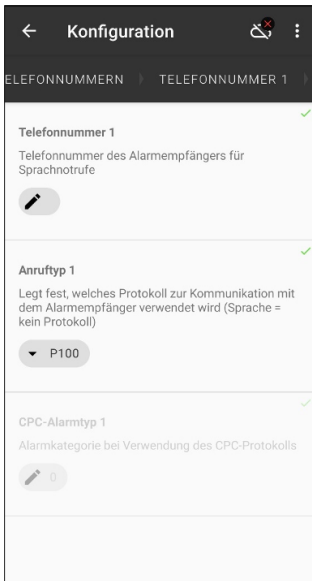 Konfiguration
ELEFONNUMMERN TELEFONNUMMER 1
Telefonnummer 1
Telefonnummer des Alarmempfängers für
Sprachnotrufe
Anruftyp 1
Legt fest, welches Protokoll zur Kommunikation mit
dem Alarmempfänger verwendet wird (Sprache =
kein Protokoll)
P100
CPC-Alarmtyp 1
Alarmkategorie bei Verwendung des CPC-Protokolls
0